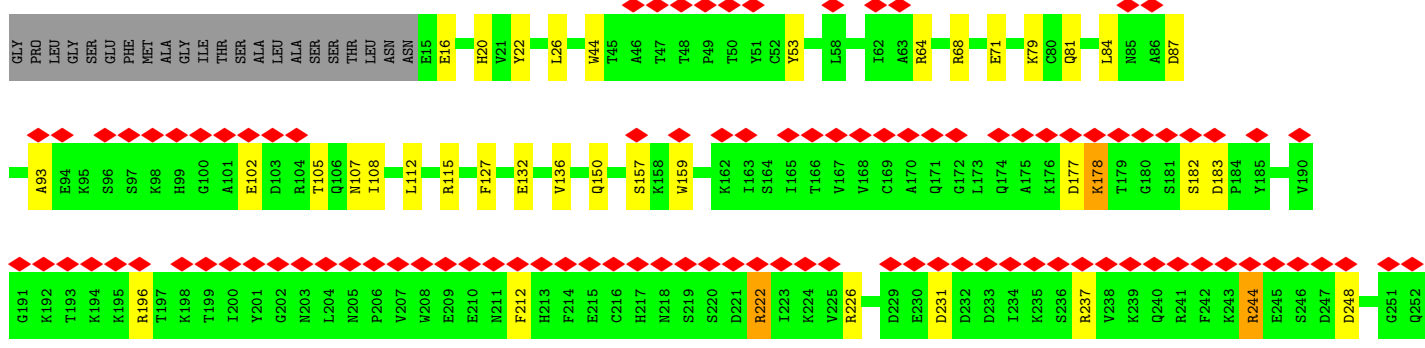 GLY PRO LEU GLY SER GLU PHE MET ALA GLY ILE THR SER ALA LEU ALA SER SER THR LEU ASN ASN E15 E16 H20 V21 Y22 L26 W44 T45 A46 T47 T48 P49 T50 Y51 C52 Y53 L58 I62 A63 R64 R68 E71 K79 C80 Q81 L84 N85 A86 D87
A93 E94 K95 S96 S97 K98 H99 G100 A101 E102 D103 R104 T105 Q106 N107 I108 L112 R115 F127 E132 V136 Q150 S157 K158 W159 K162 I163 S164 I165 T166 V167 V168 C169 A170 Q171 G172 L173 Q174 A175 K176 D177 K178 T179 G180 S181 S182 D183 P184 Y185 V190
G191 K192 T193 K194 K195 R196 T197 K198 T199 I200 Y201 G202 N203 L204 N205 P206 V207 W208 E209 E210 N211 F212 H213 F214 E215 C216 H217 N218 S219 S220 D221 R222 I223 K224 V225 R226 D229 E230 D231 D232 D233 I234 K235 S236 R237 V238 K239 Q240 R241 F242 K243 R244 E245 S246 D247 D248 G251 Q252